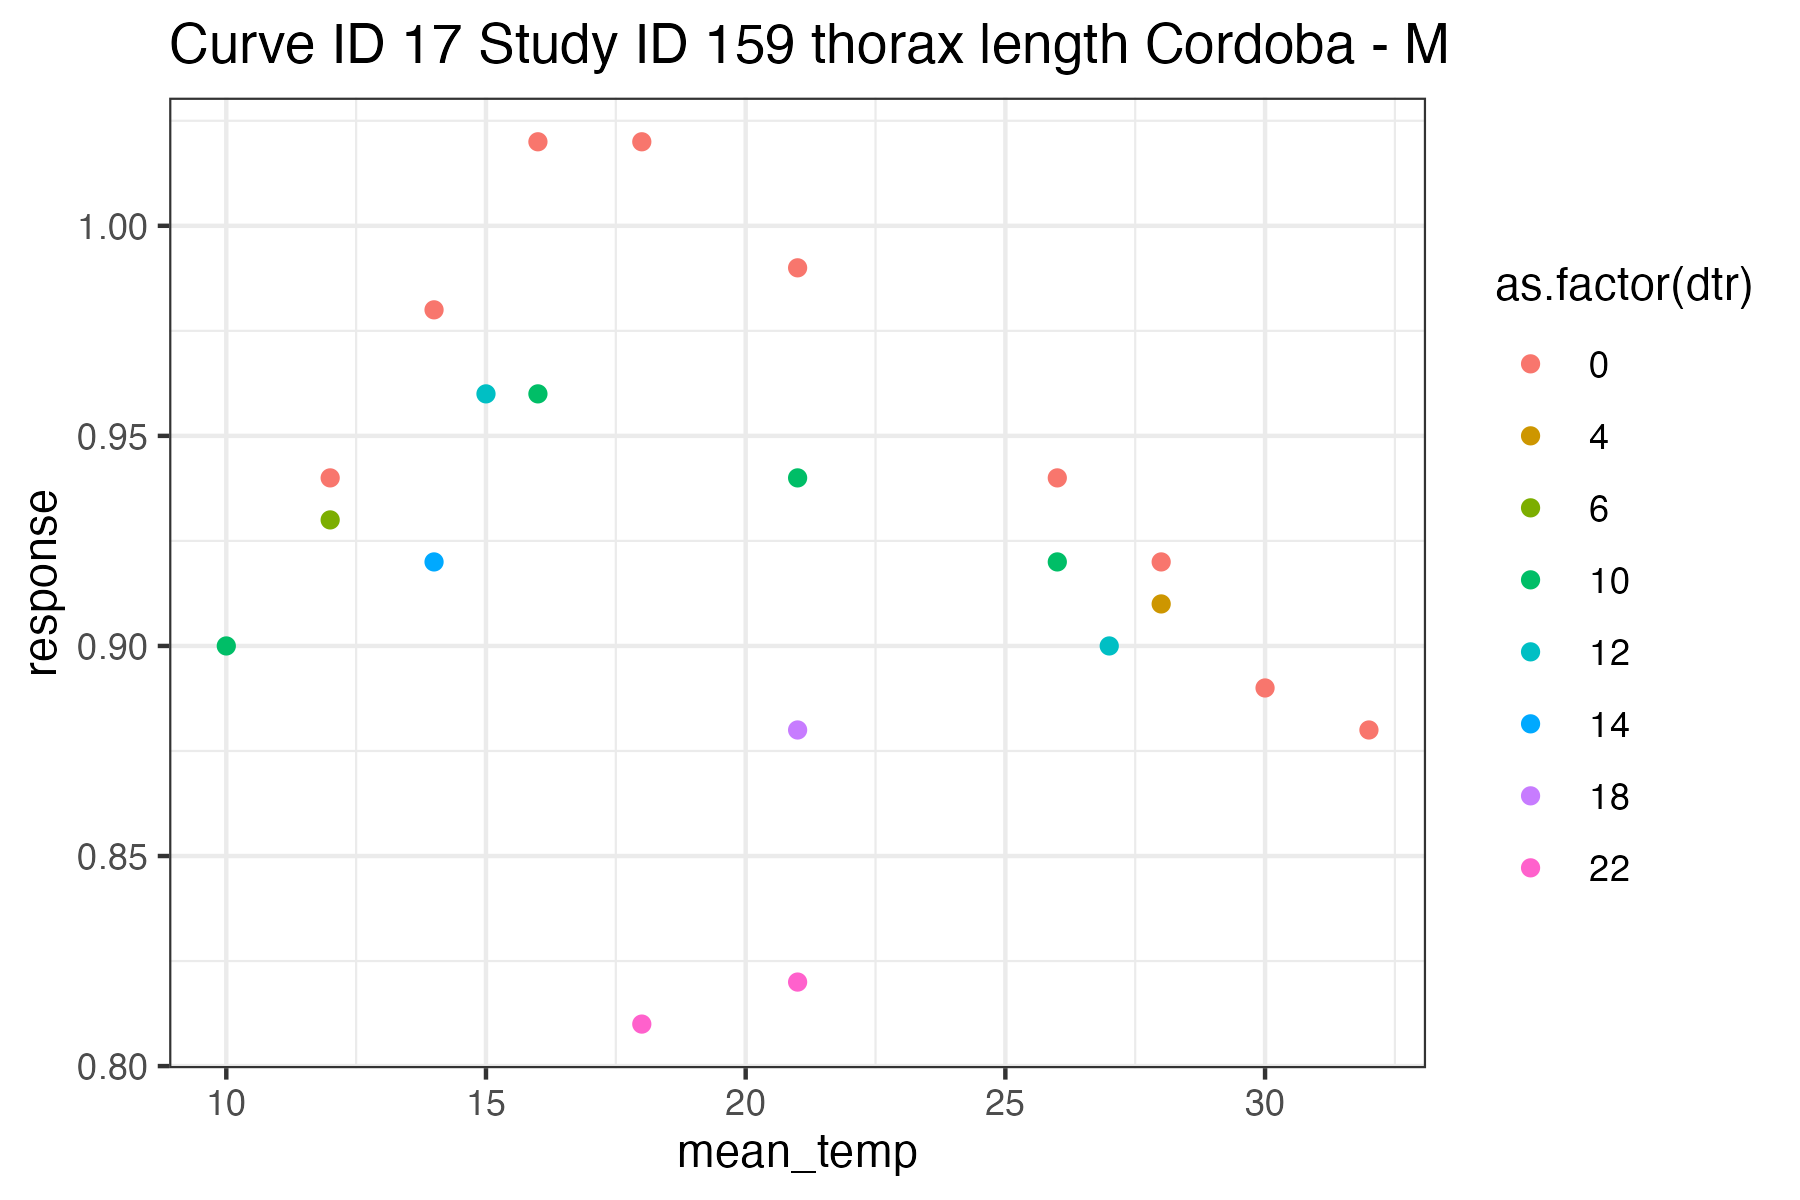 Curve ID 17 Study ID 159 thorax length Cordoba - M
response
1.00
0.95
0.90
0.85
0.80
10 15 20 25 30
mean_temp
as.factor(dtr)
0
4
6
10
12
14
18
22